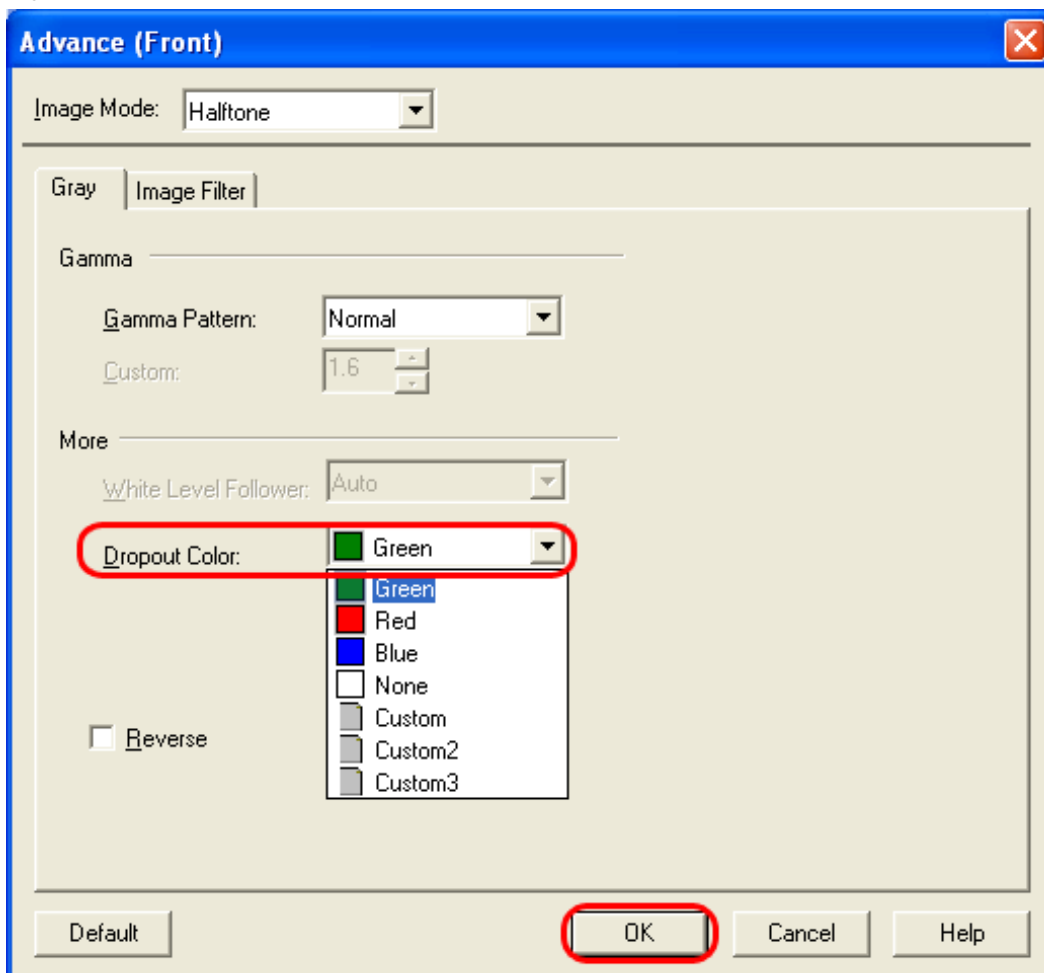 Advance (Front)
Image Mode: Halftone
Gray Image Filter
Gamma
Gamma Pattern: Normal
Custom: 1.6
More
White Level Follower: Auto
Dropout Color: Green
Green
Red
Blue
None
Custom
Reverse
Custom2
Custom3
Default OK Cancel Help